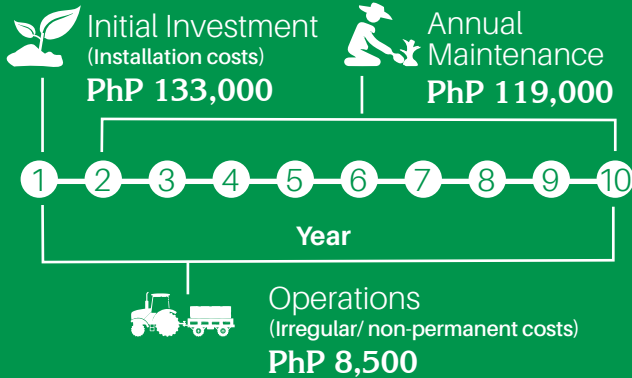 Initial Investment
(Installation costs)
PhP 133,000
Annual
Maintenance
PhP 119,000
1 2 3 4 5 6 7 8 9 10
Year
Operations
(Irregular/ non-permanent costs)
PhP 8,500